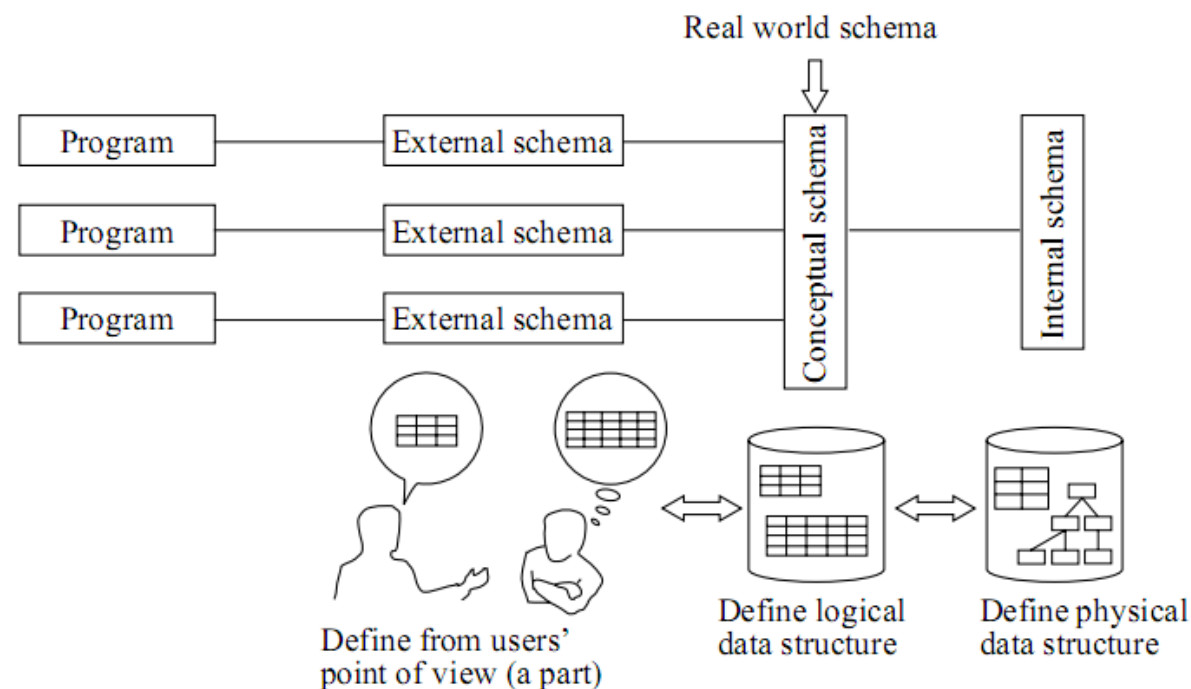 Real world schema
Program
External schema
Program
External schema
Program
External schema
Conceptual schema
Internal schema
Define from users’
point of view (a part)
Define logical
data structure
Define physical
data structure